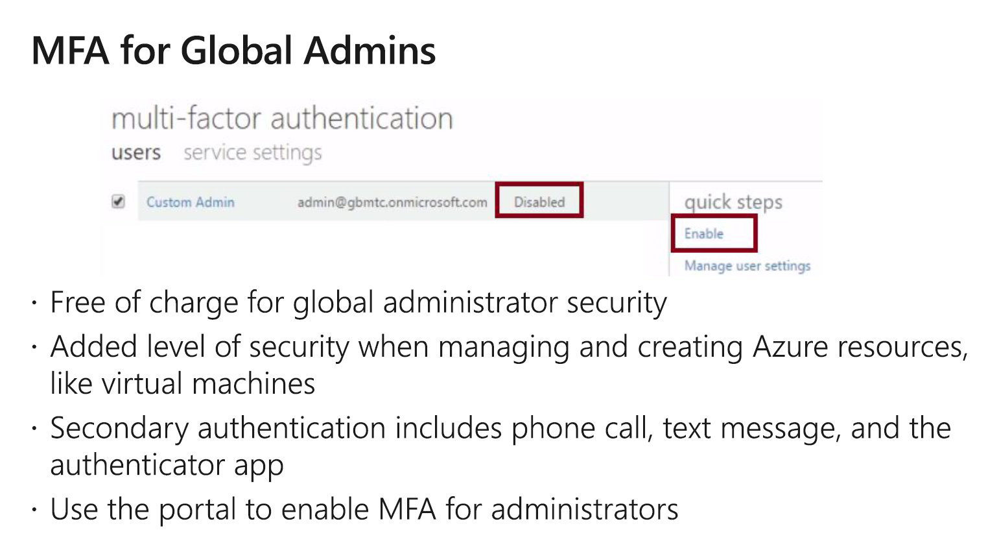 MFA for Global Admins
multi-factor authentication
users service settings
Custom Admin admin@gbmtc.onmicrosoft.com Disabled
quick steps
Enable
Manage user settings
· Free of charge for global administrator security
· Added level of security when managing and creating Azure resources,
like virtual machines
· Secondary authentication includes phone call, text message, and the
authenticator app
· Use the portal to enable MFA for administrators